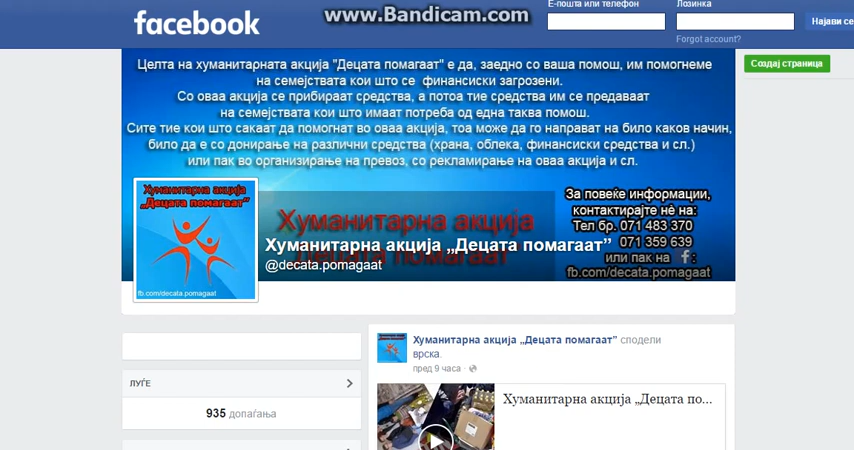 www.Bandicam.com
facebook
Е-пошта или телефон
Лозинка
Најави се
Forgot account?
Создај страница
Целта на хуманитарната акција "Децата помагаат" е да, заедно со ваша помош, им помогнеме
на семејствата кои што се финансиски загрозени.
Со оваа акција се прибираат средства, а потоа тие средства им се предаваат
на семејствата кои што имаат потреба од една таква помош.
Сите тие кои што сакаат да помогнат во оваа акција, тоа може да го направат на било каков начин,
било да е со донирање на различни средства (храна, облека, финансиски средства и сл.)
или пак во организирање на превоз, со рекламирање на оваа акција и сл.
Хуманитарна акција
„Децата помагаат"
fb.com/decata.pomagaat
Хуманитарна акција
Децата помагаат
Хуманитарна акција „Децата помагаат”
@decata.pomagaat
За повеќе информации,
контактирајте нè на:
Тел бр. 071 483 370
071 359 639
или пак на f :
fb.com/decata.pomagaat
ЛУЃЕ
935 допаѓања
Хуманитарна акција „Децата помагаат" сподели
врска.
пред 9 часа
Хуманитарна акција „Децата по...